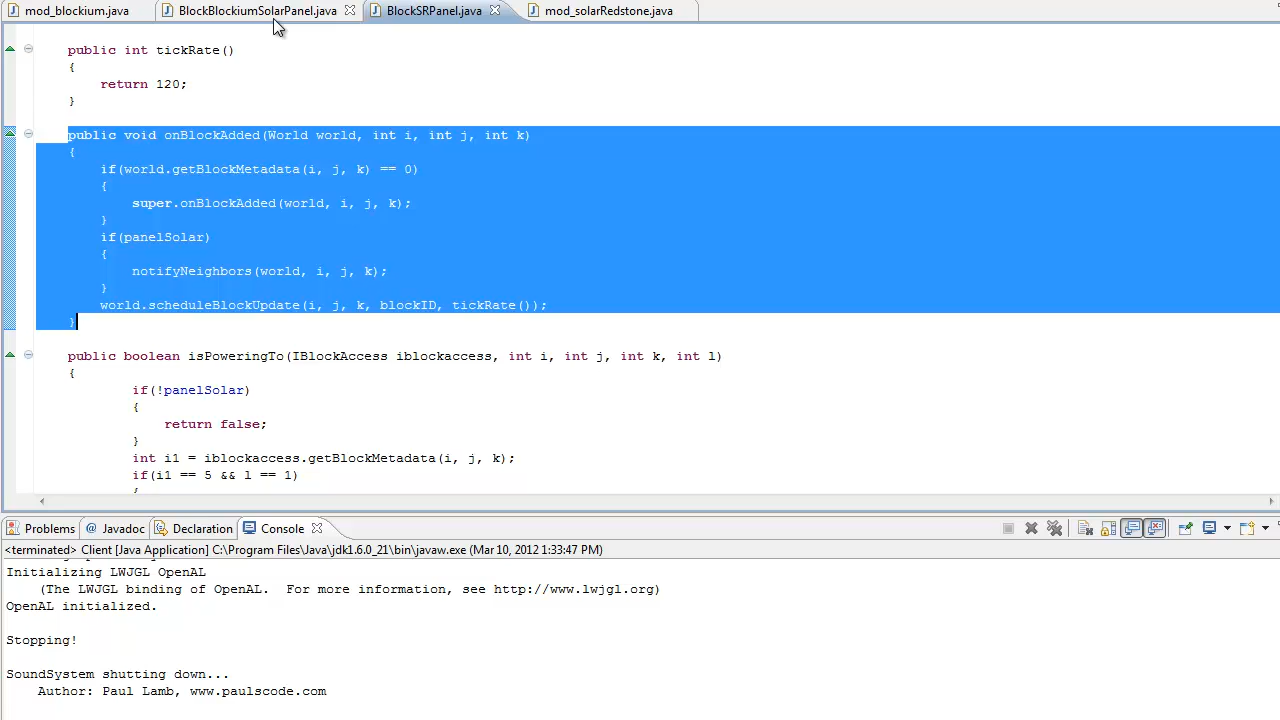 mod_blockium.java BlockBlockiumSolarPanel.java BlockSRPanel.java mod_solarRedstone.java
public int tickRate()
{
return 120;
}
public void onBlockAdded(World world, int i, int j, int k)
{
if(world.getBlockMetadata(i, j, k) == 0)
{
super.onBlockAdded(world, i, j, k);
}
if(panelSolar)
{
notifyNeighbors(world, i, j, k);
}
world.scheduleBlockUpdate(i, j, k, blockID, tickRate());
}
public boolean isPoweringTo(IBlockAccess iblockaccess, int i, int j, int k, int l)
{
if(!panelSolar)
{
return false;
}
int i1 = iblockaccess.getBlockMetadata(i, j, k);
if(i1 == 5 && l == 1)
{
Problems @ Javadoc Declaration Console
<terminated> Client [Java Application] C:\Program Files\Java\jdk1.6.0_21\bin\javaw.exe (Mar 10, 2012 1:33:47 PM)
Initializing LWJGL OpenAL
(The LWJGL binding of OpenAL. For more information, see http://www.lwjgl.org)
OpenAL initialized.
Stopping!
SoundSystem shutting down...
Author: Paul Lamb, www.paulscode.com